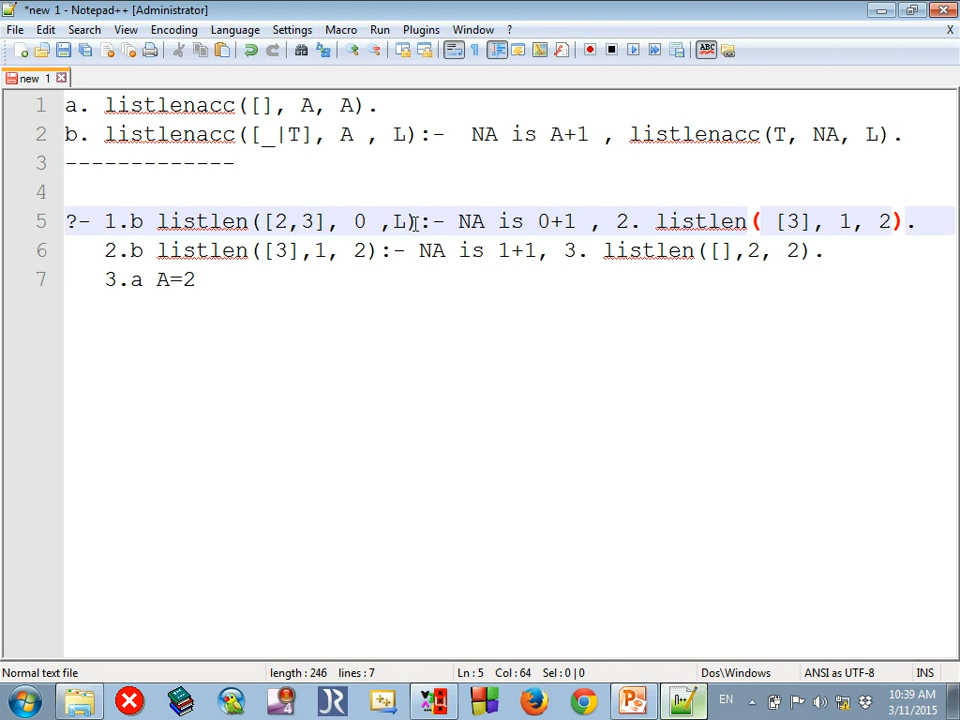 *new 1 - Notepad++ [Administrator]
File Edit Search View Encoding Language Settings Macro Run Plugins Window ? X
ABC
new 1
1 a. listlenacc([], A, A).
2 b. listlenacc([_|T], A , L):-  NA is A+1 , listlenacc(T, NA, L).
3 -------------
4
5 ?- 1.b listlen([2,3], 0 ,L):- NA is 0+1 , 2. listlen( [3], 1, 2).
6    2.b listlen([3],1, 2):- NA is 1+1, 3. listlen([],2, 2).
7    3.a A=2
Normal text file length : 246 lines : 7 Ln : 5 Col : 64 Sel : 0 | 0 Dos\Windows ANSI as UTF-8 INS
EN 10:39 AM
3/11/2015